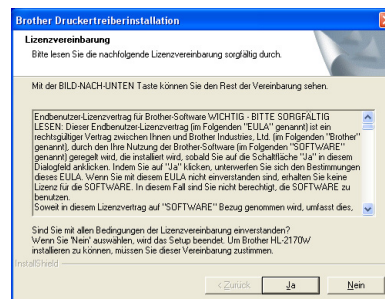 Brother Druckertreiberinstallation
Lizenzvereinbarung
Bitte lesen Sie die nachfolgende Lizenzvereinbarung sorgfältig durch.
Mit der BILD-NACH-UNTEN Taste können Sie den Rest der Vereinbarung sehen.
Endbenutzer-Lizenzvertrag für Brother-Software WICHTIG - BITTE SORGFÄLTIG
LESEN: Dieser Endbenutzer-Lizenzvertrag (im Folgenden "EULA" genannt) ist ein
rechtsgültiger Vertrag zwischen Ihnen und Brother Industries, Ltd. (im Folgenden "Brother"
genannt), durch den Ihre Nutzung der Brother-Software (im Folgenden "SOFTWARE"
genannt) geregelt wird, die installiert wird, sobald Sie auf die Schaltfläche "Ja" in diesem
Dialogfeld anklicken. Indem Sie auf "Ja" klicken, unterwerfen Sie sich den Bestimmungen
dieses EULA. Wenn Sie mit diesem EULA nicht einverstanden sind, erhalten Sie keine
Lizenz für die SOFTWARE. In diesem Fall sind Sie nicht berechtigt, die SOFTWARE zu
benutzen.
Soweit in diesem Lizenzvertrag auf "SOFTWARE" Bezug genommen wird, umfasst dies,
Sind Sie mit allen Bedingungen der Lizenzvereinbarung einverstanden?
Wenn Sie 'Nein' auswählen, wird das Setup beendet. Um Brother HL-2170W
installieren zu können, müssen Sie dieser Vereinbarung zustimmen.
InstallShield
< Zurück
Ja
Nein